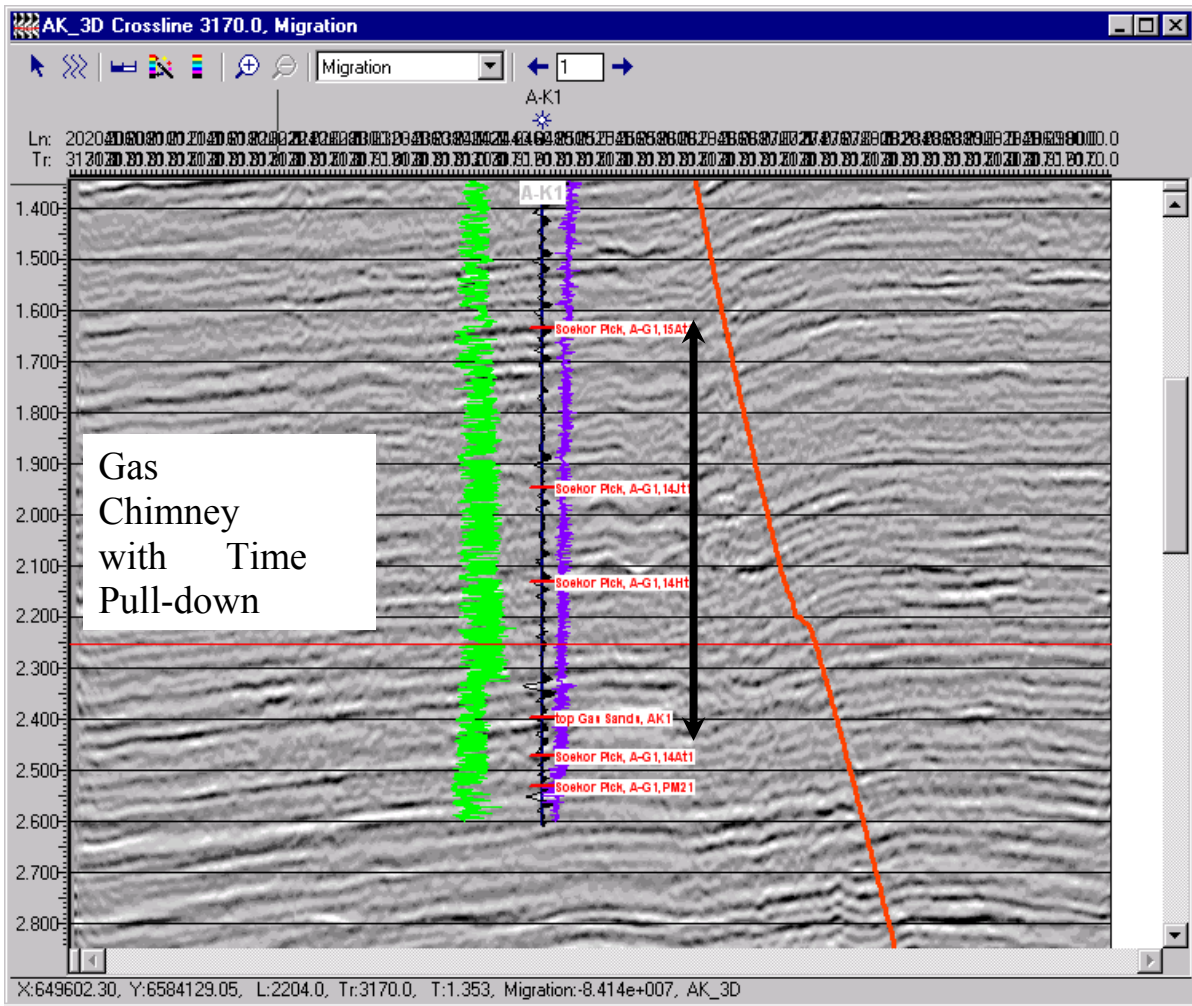 AK_3D Crossline 3170.0, Migration
Migration
1
A-K1
Ln:
Tr:
A-K1
1.400
1.500
1.600
Soekor Pick, A-G1,15At1
1.700
1.800
1.900
Soekor Pick, A-G1,14Jt1
2.000
2.100
Soekor Pick, A-G1,14Ht
2.200
2.300
2.400
top Gas Sands, AK1
Soekor Pick, A-G1,14At1
2.500
Soekor Pick, A-G1,PM21
2.600
2.700
2.800
Gas
Chimney
with Time
Pull-down
X:649602.30, Y:6584129.05, L:2204.0, Tr:3170.0, T:1.353, Migration:-8.414e+007, AK_3D